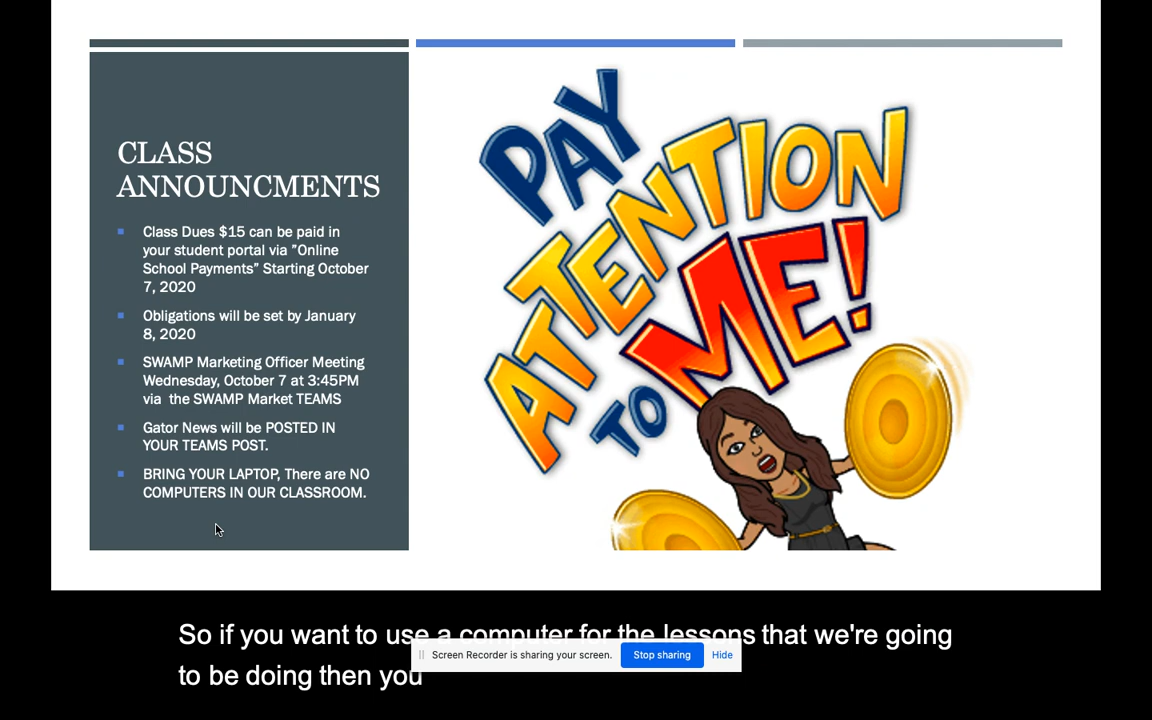 CLASS
ANNOUNCMENTS
Class Dues $15 can be paid in
your student portal via ”Online
School Payments” Starting October
7, 2020
Obligations will be set by January
8, 2020
SWAMP Marketing Officer Meeting
Wednesday, October 7 at 3:45PM
via the SWAMP Market TEAMS
Gator News will be POSTED IN
YOUR TEAMS POST.
BRING YOUR LAPTOP, There are NO
COMPUTERS IN OUR CLASSROOM.
PAY
ATTENTION
TO ME!
So if you want to use a computer for the lessons that we're going
to be doing then you
Screen Recorder is sharing your screen.
Stop sharing
Hide